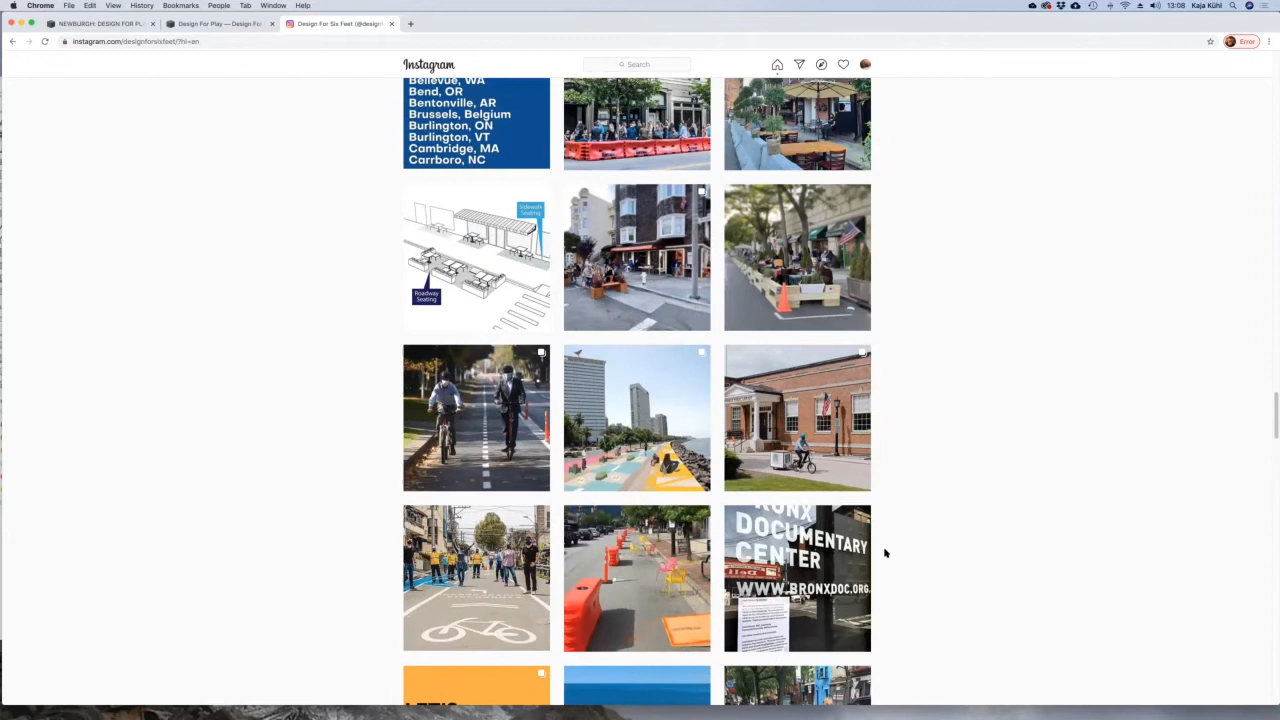 Chrome File Edit View History Bookmarks People Tab Window Help
13:08 Kaja Kühl
NEWBURGH: DESIGN FOR PL
Design For Play — Design For
Design For Six Feet (@design
instagram.com/designforsixfeet/?hl=en
Error
Instagram
Search
Bellevue, WA
Bend, OR
Bentonville, AR
Brussels, Belgium
Burlington, ON
Burlington, VT
Cambridge, MA
Carrboro, NC
Sidewalk
Seating
Roadway
Seating
BRONX
DOCUMENTARY
CENTER
Deli
WWW.BRONXDOC.ORG
LET'S